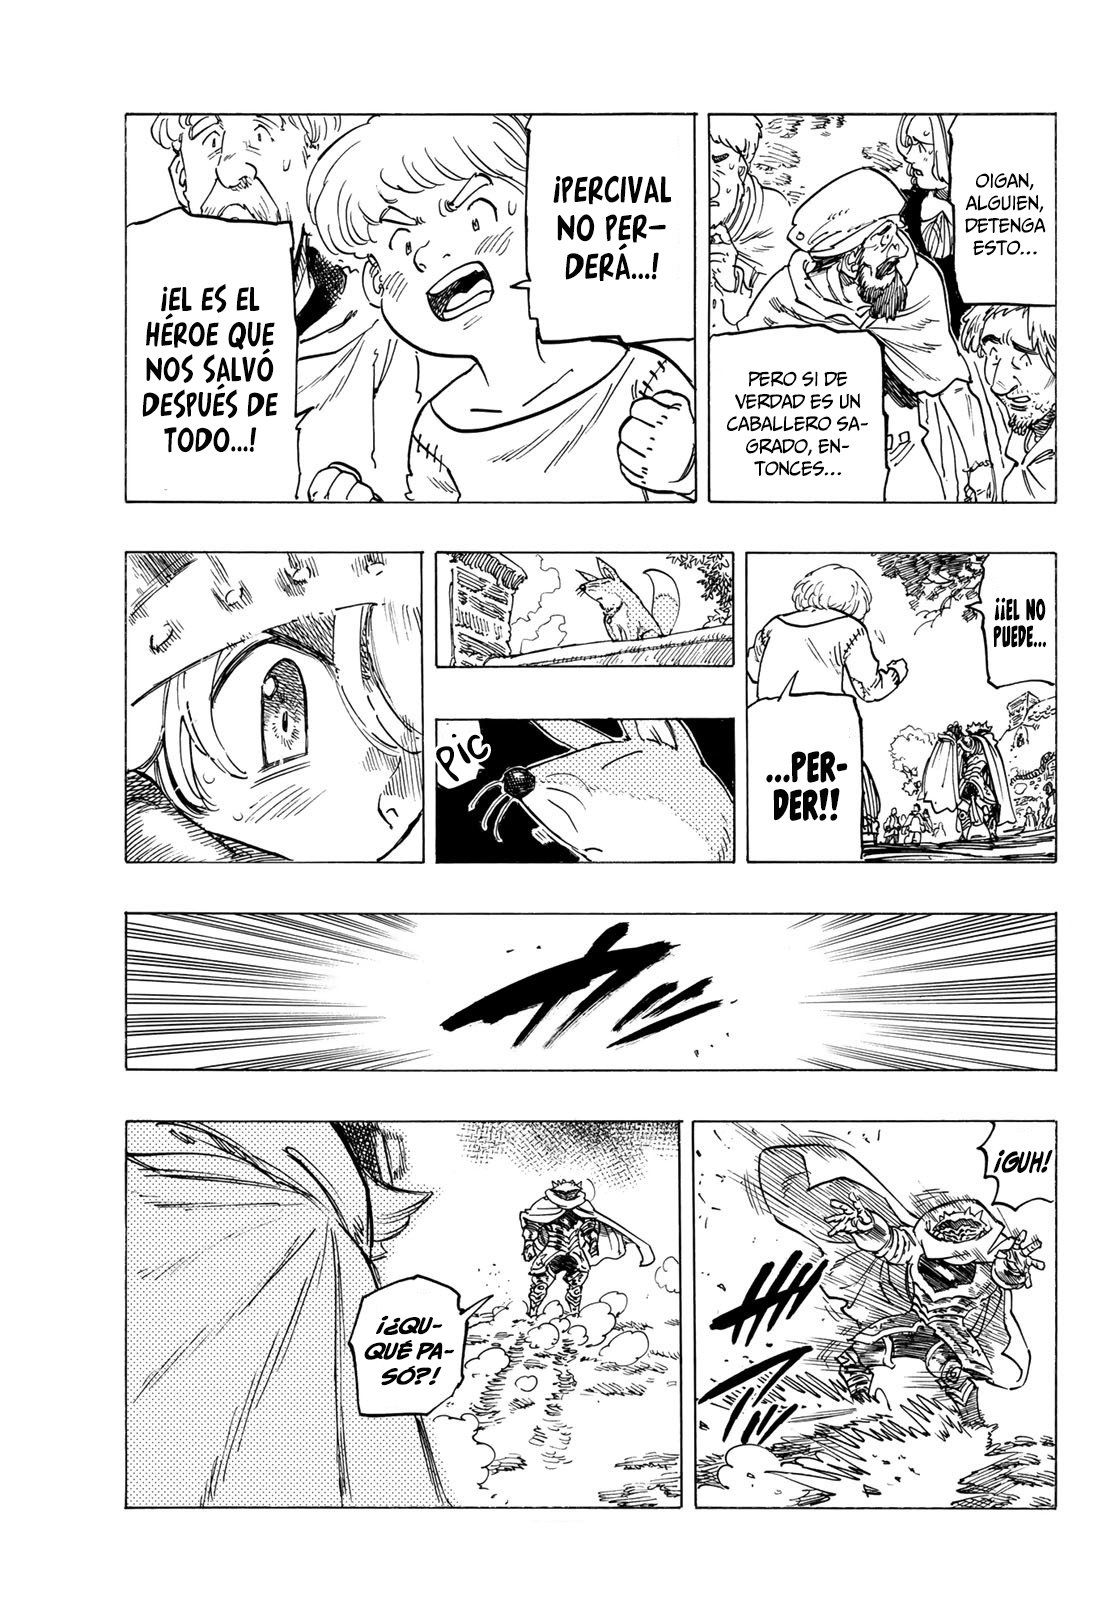 OIGAN,
ALGUIEN,
DETENGA
ESTO...
PERO SI DE
VERDAD ES UN
CABALLERO SA-
GRADO, EN-
TONCES...
¡PERCIVAL
NO PER-
DERÁ...!
¡EL ES EL
HÉROE QUE
NOS SALVÓ
DESPUÉS DE
TODO...!
¡¡EL NO
PUEDE...
...PER-
DER!!
PIC
¡GUH!
¡¿QU-
QUÉ PA-
SÓ?!